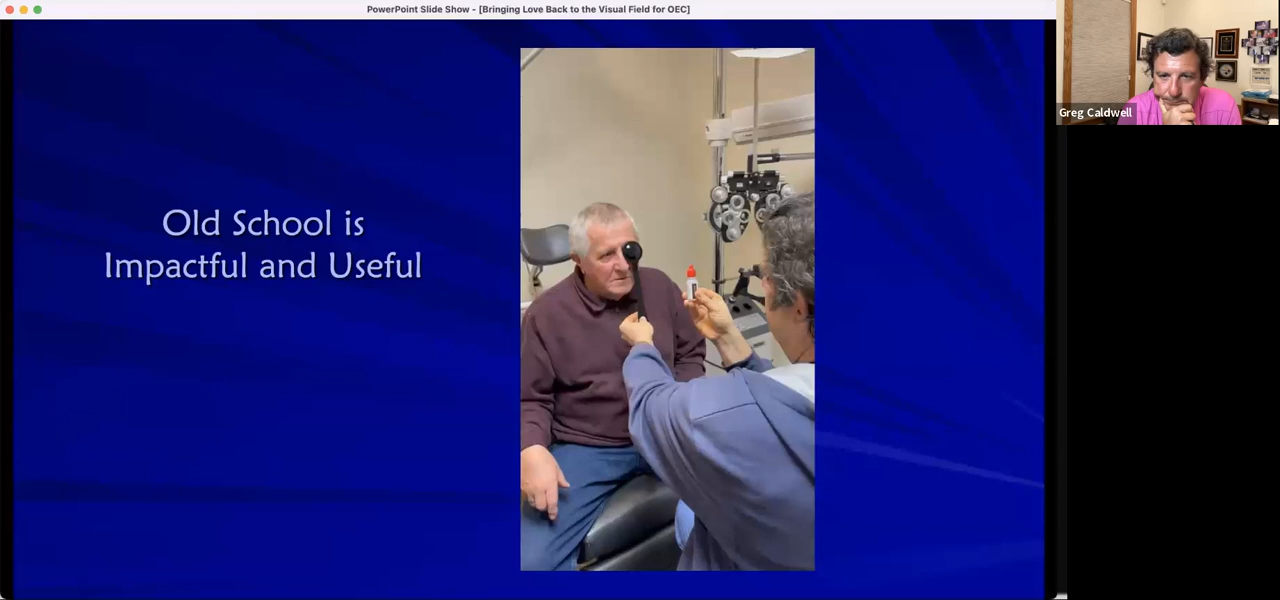 PowerPoint Slide Show - [Bringing Love Back to the Visual Field for OEC]
Greg Caldwell
Old School is
Impactful and Useful